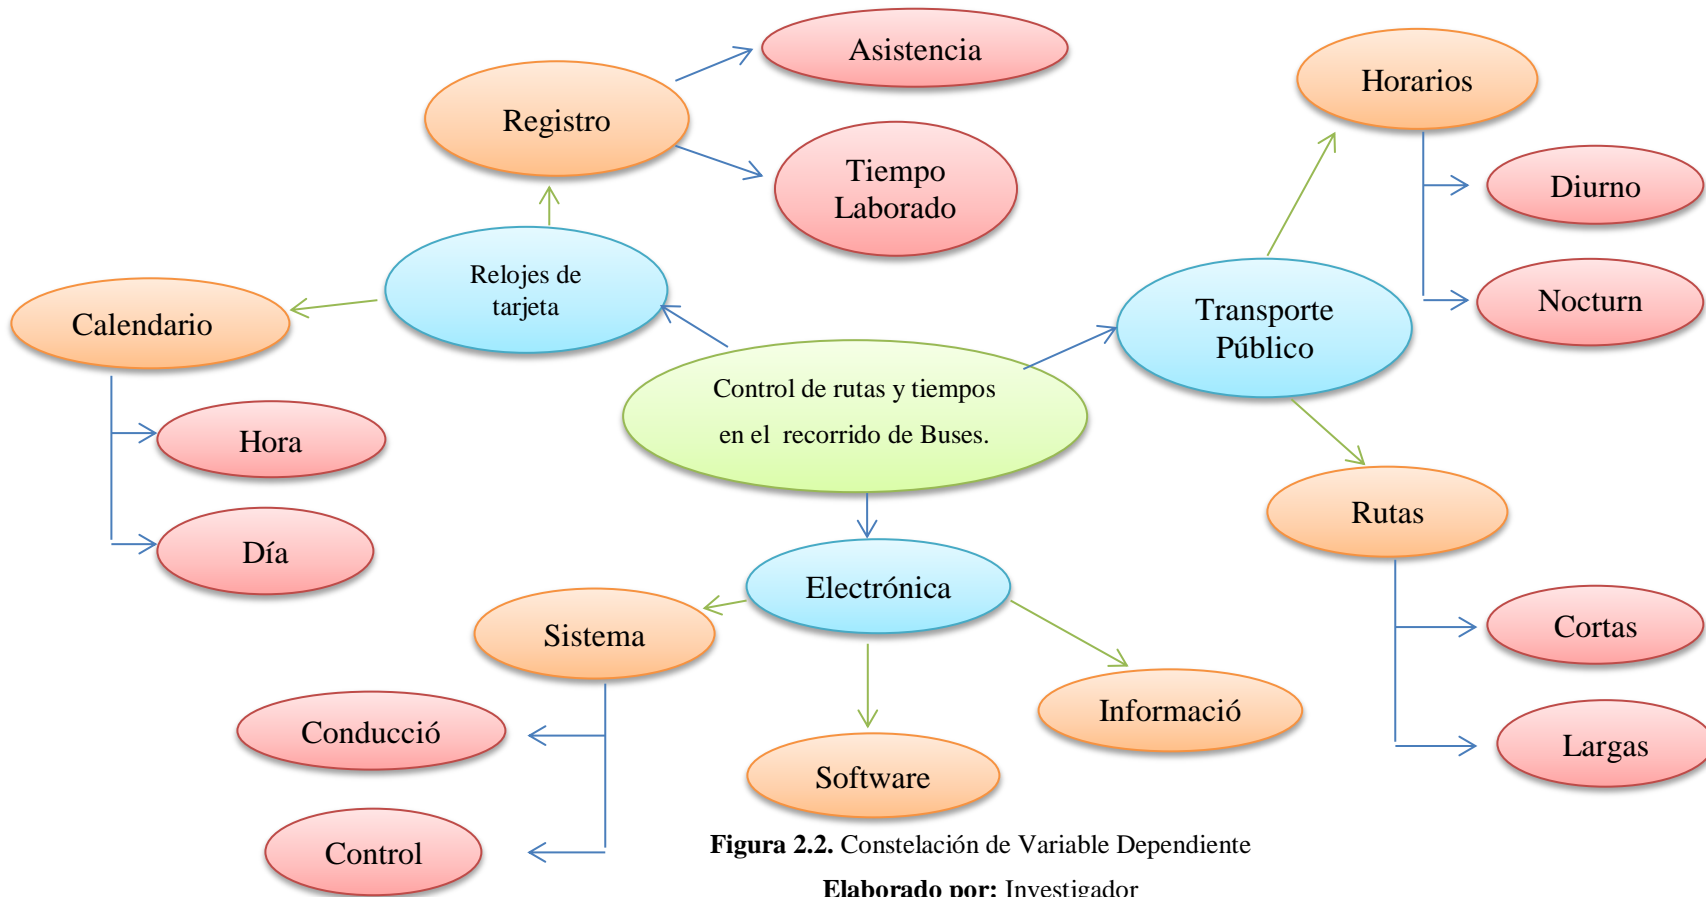 Asistencia
Horarios
Registro
Tiempo
Laborado
Diurno
Relojes de
tarjeta
Nocturn
Calendario
Transporte
Público
Control de rutas y tiempos
en el recorrido de Buses.
Hora
Rutas
Día
Electrónica
Sistema
Cortas
Informació
Conducció
Largas
Software
Control
Figura 2.2. Constelación de Variable Dependiente
Elaborado por: Investigador